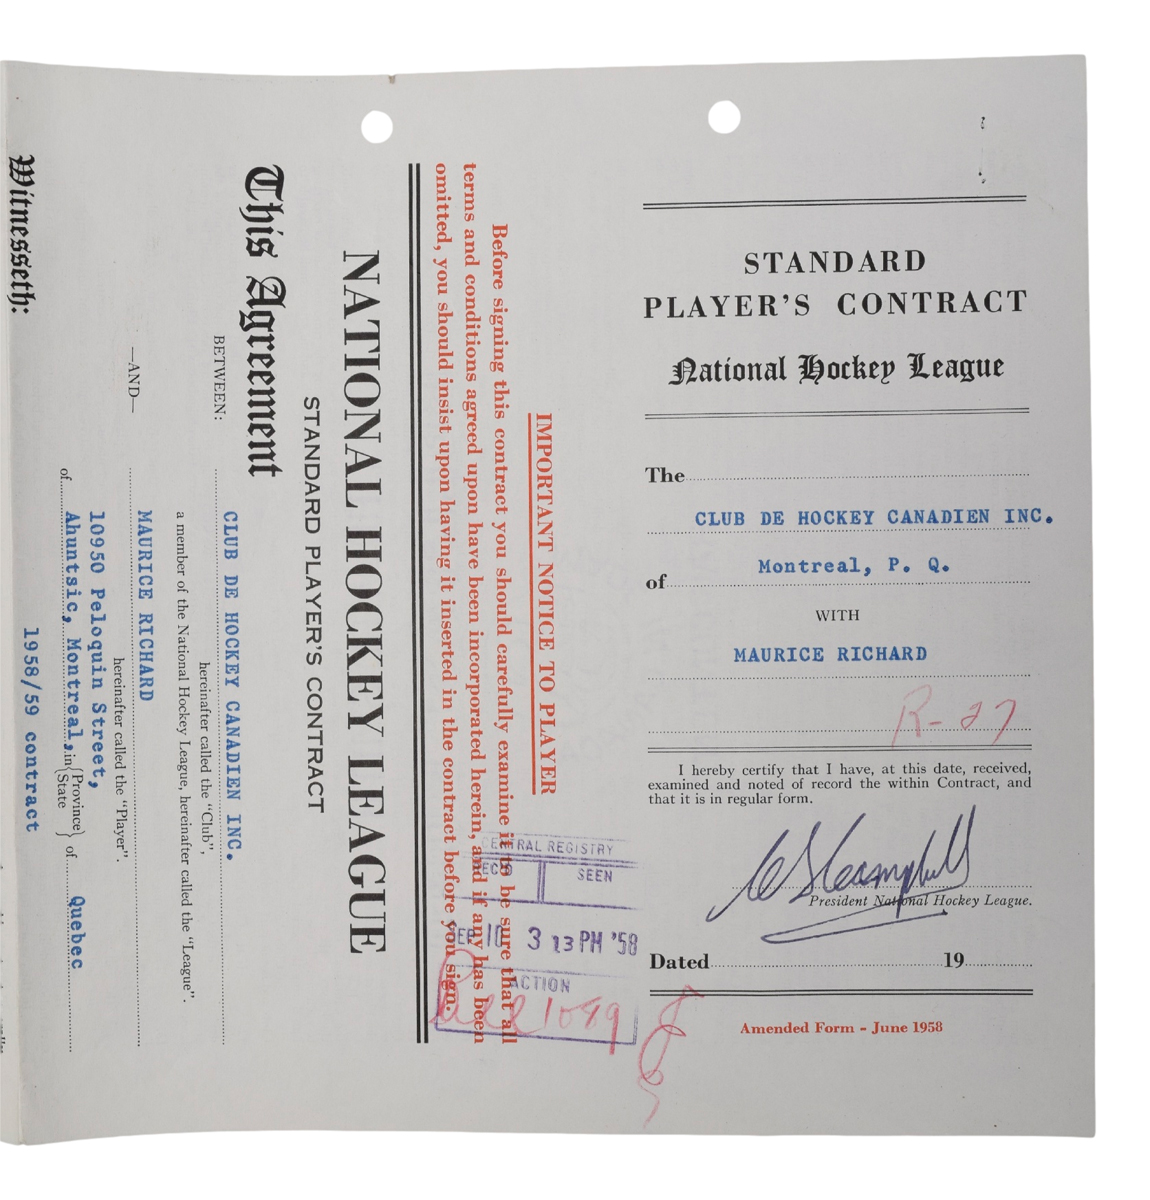 STANDARD
PLAYER'S CONTRACT
National Hockey League
The
CLUB DE HOCKEY CANADIEN INC.
of Montreal, P. Q.
WITH
MAURICE RICHARD
R-27
I hereby certify that I have, at this date, received,
examined and noted of record the within Contract, and
that it is in regular form.
C S Campbell
President National Hockey League.
Dated 19
Amended Form - June 1958
IMPORTANT NOTICE TO PLAYER
Before signing this contract you should carefully examine it to be sure that all
terms and conditions agreed upon have been incorporated herein, and if any has been
omitted, you should insist upon having it inserted in the contract before you sign.
CENTRAL REGISTRY
REC'D SEEN
SEP 10 3 13 PM '58
ACTION
1089
NATIONAL HOCKEY LEAGUE
STANDARD PLAYER'S CONTRACT
This Agreement
BETWEEN: CLUB DE HOCKEY CANADIEN INC.
hereinafter called the "Club",
a member of the National Hockey League, hereinafter called the "League".
—AND— MAURICE RICHARD
hereinafter called the "Player".
10950 Peloquin Street,
of Ahuntsic, Montreal, in {Province State} of Quebec
1958/59 contract
Witnesseth: